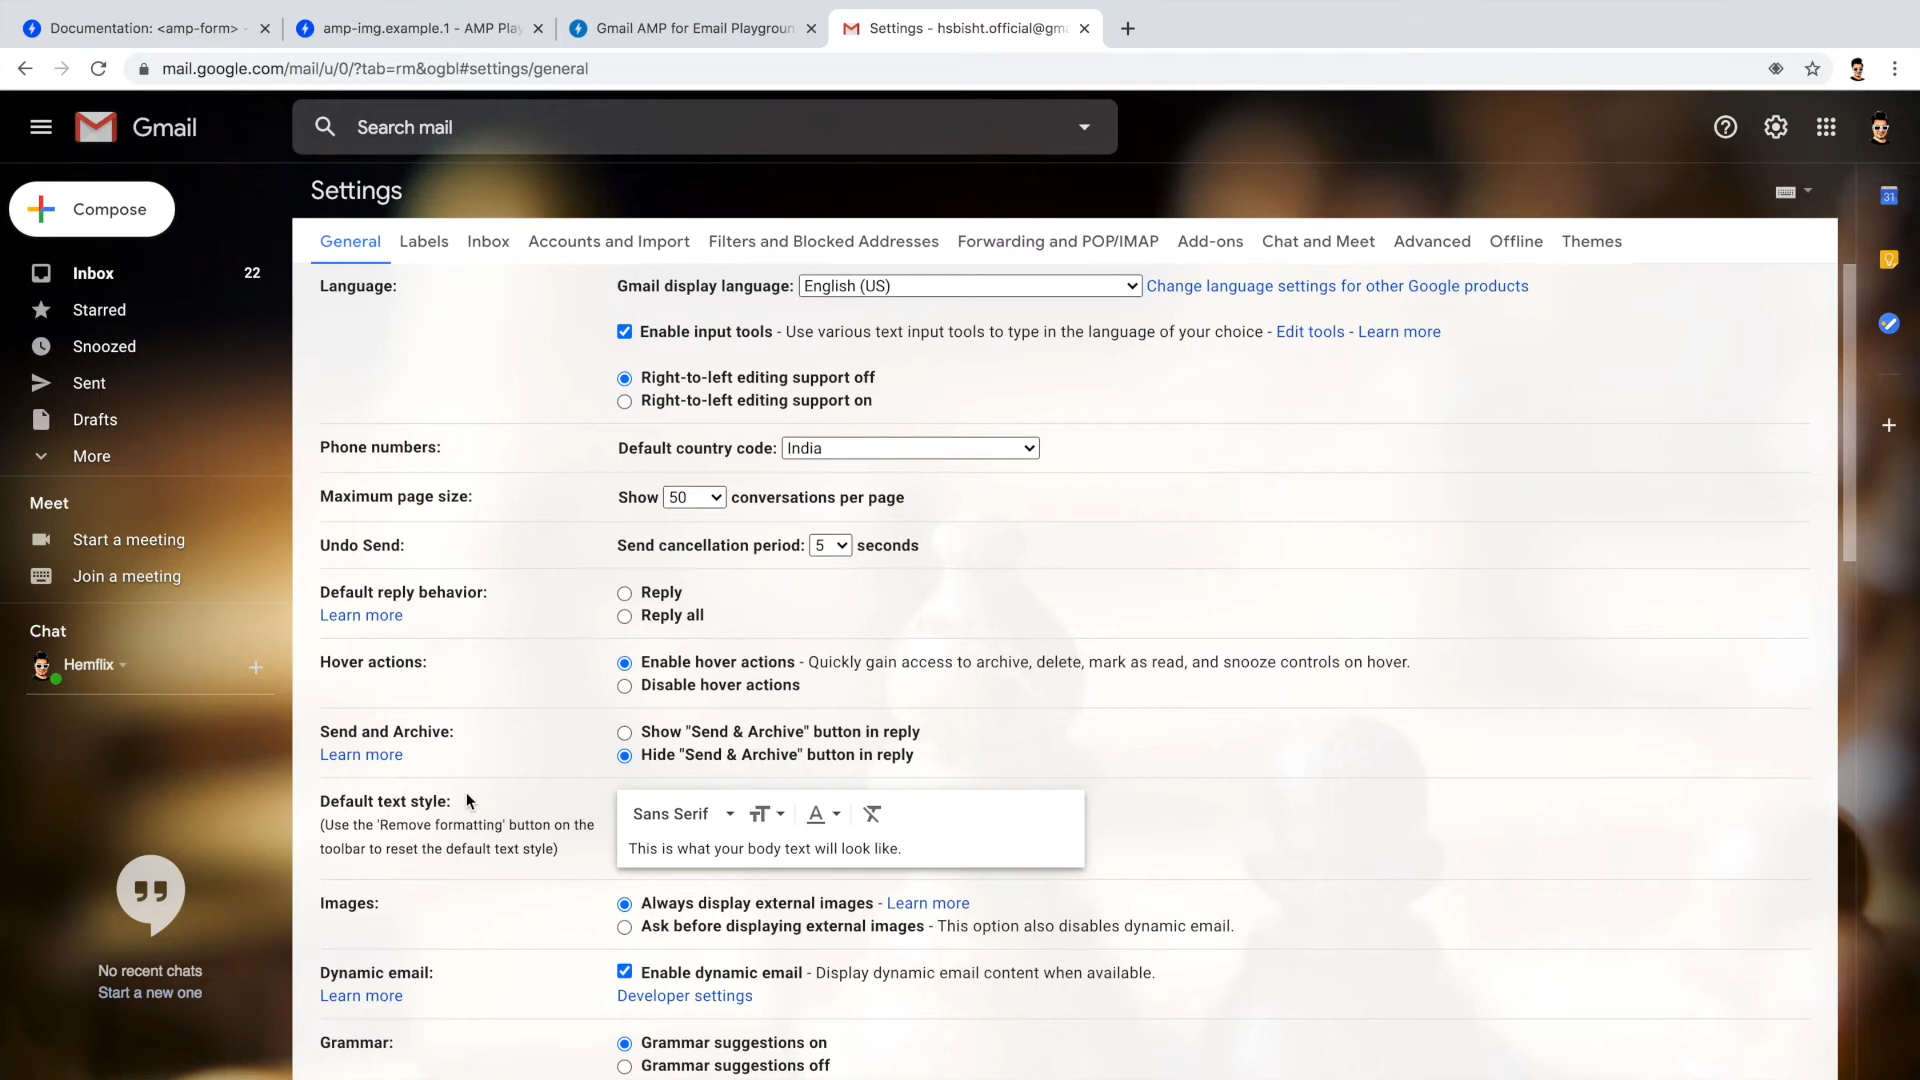 Documentation: <amp-form> -
amp-img.example.1 - AMP Play
Gmail AMP for Email Playgroun
Settings - hsbisht.official@gma
mail.google.com/mail/u/0/?tab=rm&ogbl#settings/general
Gmail
Search mail
Compose
Inbox 22
Starred
Snoozed
Sent
Drafts
More
Meet
Start a meeting
Join a meeting
Chat
Hemflix
No recent chats
Start a new one
Settings
General Labels Inbox Accounts and Import Filters and Blocked Addresses Forwarding and POP/IMAP Add-ons Chat and Meet Advanced Offline Themes
Language: Gmail display language: English (US) Change language settings for other Google products
Enable input tools - Use various text input tools to type in the language of your choice - Edit tools - Learn more
Right-to-left editing support off
Right-to-left editing support on
Phone numbers: Default country code: India
Maximum page size: Show 50 conversations per page
Undo Send: Send cancellation period: 5 seconds
Default reply behavior: Reply
Learn more Reply all
Hover actions: Enable hover actions - Quickly gain access to archive, delete, mark as read, and snooze controls on hover.
Disable hover actions
Send and Archive: Show "Send & Archive" button in reply
Learn more Hide "Send & Archive" button in reply
Default text style:
(Use the 'Remove formatting' button on the
toolbar to reset the default text style)
Sans Serif
This is what your body text will look like.
Images: Always display external images - Learn more
Ask before displaying external images - This option also disables dynamic email.
Dynamic email: Enable dynamic email - Display dynamic email content when available.
Learn more Developer settings
Grammar: Grammar suggestions on
Grammar suggestions off
31